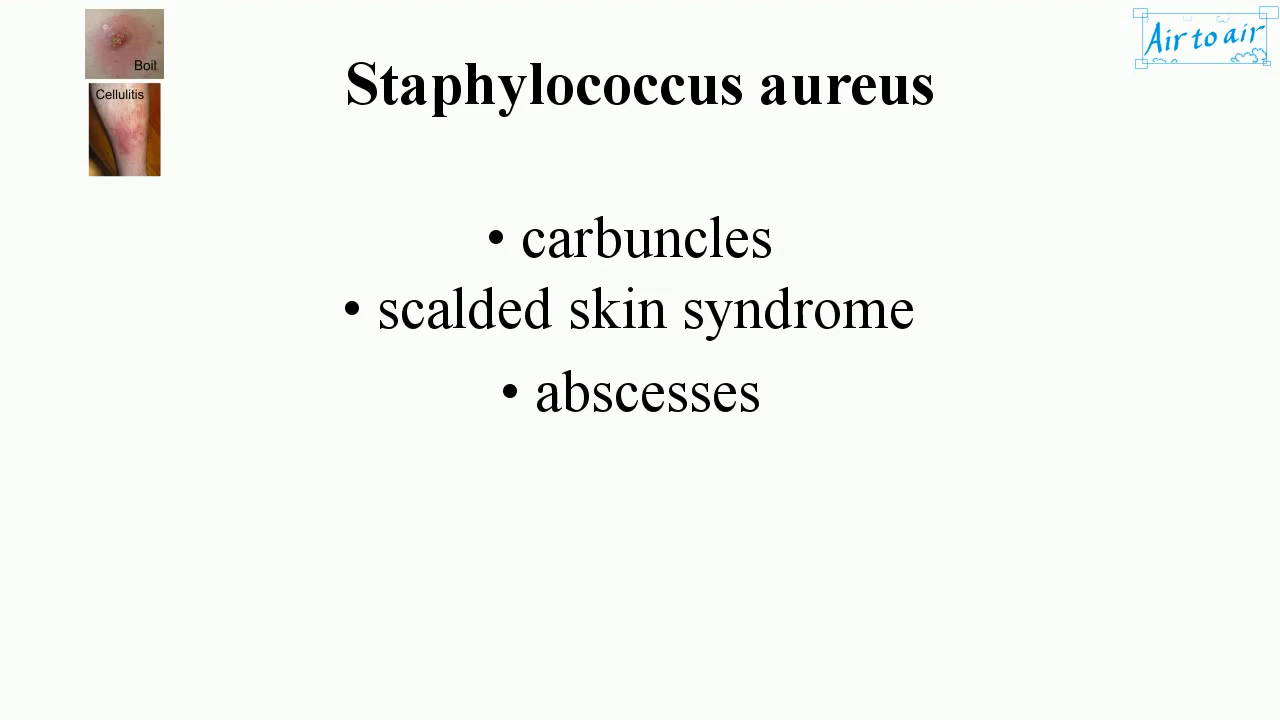 Boil
Cellulitis
Air to air
Staphylococcus aureus
• carbuncles
• scalded skin syndrome
• abscesses